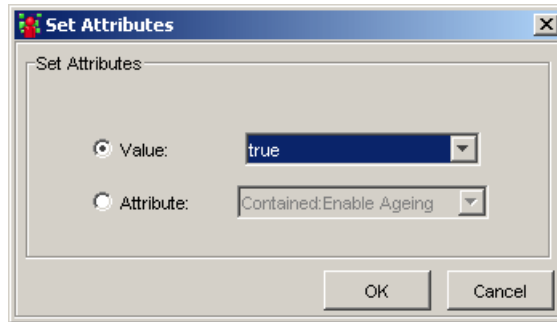 Set Attributes
Set Attributes
Value: true
Attribute: Contained:Enable Ageing
OK Cancel